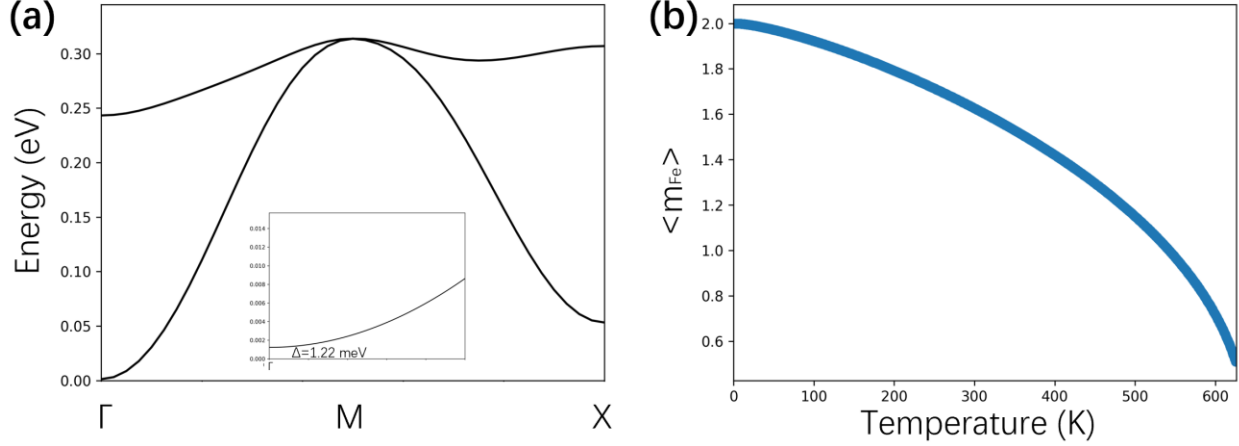 (a)
Energy (eV)
0.30
0.25
0.20
0.15
0.10
0.05
0.00
Γ
M
X
0.014
0.012
0.010
0.008
0.006
0.004
0.002
0.000
Δ=1.22 meV
Γ
(b)
<mFe>
2.0
1.8
1.6
1.4
1.2
1.0
0.8
0.6
0 100 200 300 400 500 600
Temperature (K)